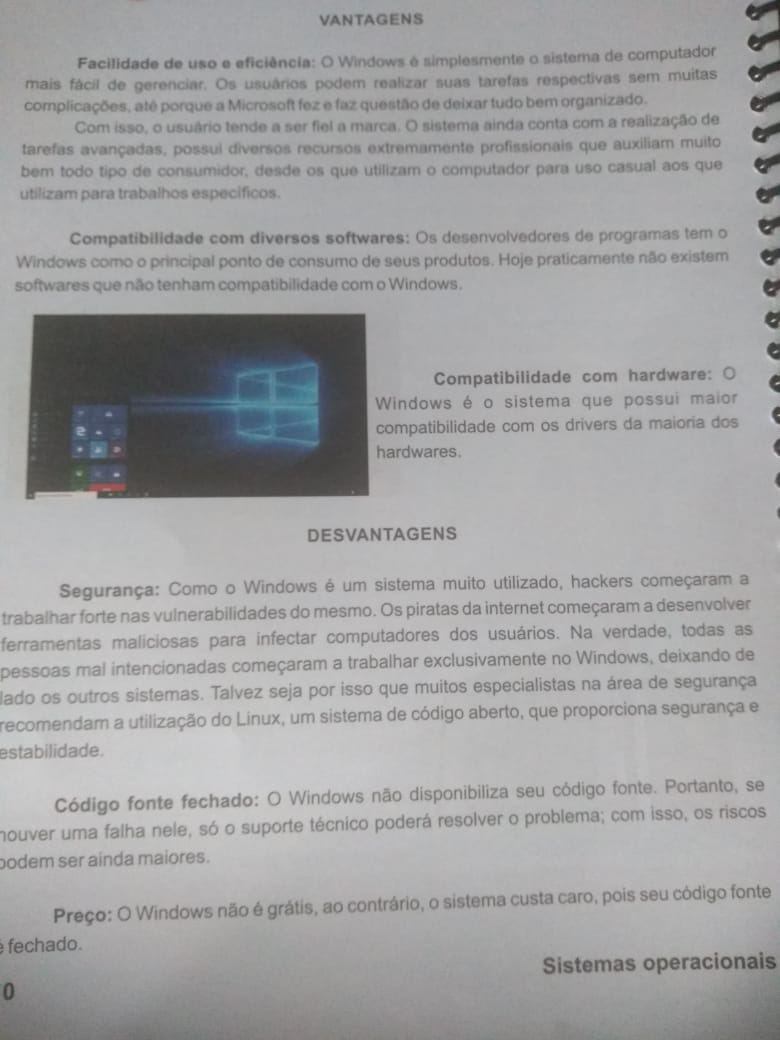 VANTAGENS
Facilidade de uso e eficiência: O Windows é simplesmente o sistema de computador
mais fácil de gerenciar. Os usuários podem realizar suas tarefas respectivas sem muitas
complicações, até porque a Microsoft fez e faz questão de deixar tudo bem organizado.
Com isso, o usuário tende a ser fiel a marca. O sistema ainda conta com a realização de
tarefas avançadas, possui diversos recursos extremamente profissionais que auxiliam muito
bem todo tipo de consumidor, desde os que utilizam o computador para uso casual aos que
utilizam para trabalhos específicos.
Compatibilidade com diversos softwares: Os desenvolvedores de programas tem o
Windows como o principal ponto de consumo de seus produtos. Hoje praticamente não existem
softwares que não tenham compatibilidade com o Windows.
Compatibilidade com hardware: O
Windows é o sistema que possui maior
compatibilidade com os drivers da maioria dos
hardwares.
DESVANTAGENS
Segurança: Como o Windows é um sistema muito utilizado, hackers começaram a
trabalhar forte nas vulnerabilidades do mesmo. Os piratas da internet começaram a desenvolver
ferramentas maliciosas para infectar computadores dos usuários. Na verdade, todas as
pessoas mal intencionadas começaram a trabalhar exclusivamente no Windows, deixando de
lado os outros sistemas. Talvez seja por isso que muitos especialistas na área de segurança
recomendam a utilização do Linux, um sistema de código aberto, que proporciona segurança e
estabilidade.
Código fonte fechado: O Windows não disponibiliza seu código fonte. Portanto, se
houver uma falha nele, só o suporte técnico poderá resolver o problema; com isso, os riscos
podem ser ainda maiores.
Preço: O Windows não é grátis, ao contrário, o sistema custa caro, pois seu código fonte
é fechado.
Sistemas operacionais
0